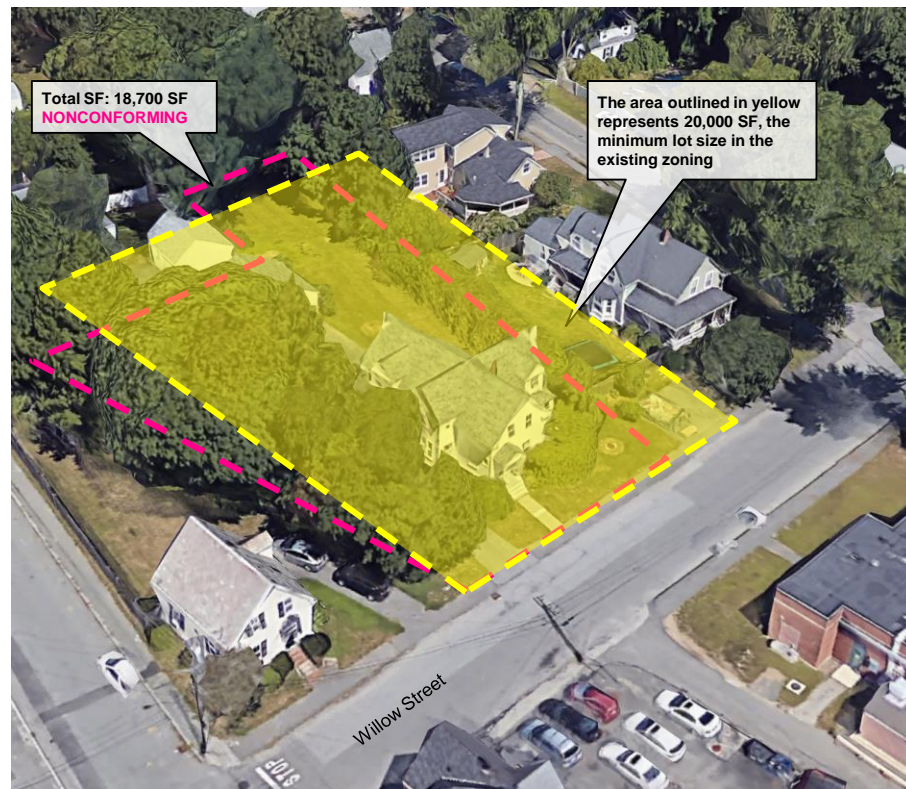 Total SF: 18,700 SF
NONCONFORMING
The area outlined in yellow
represents 20,000 SF, the
minimum lot size in the
existing zoning
Willow Street
STOP